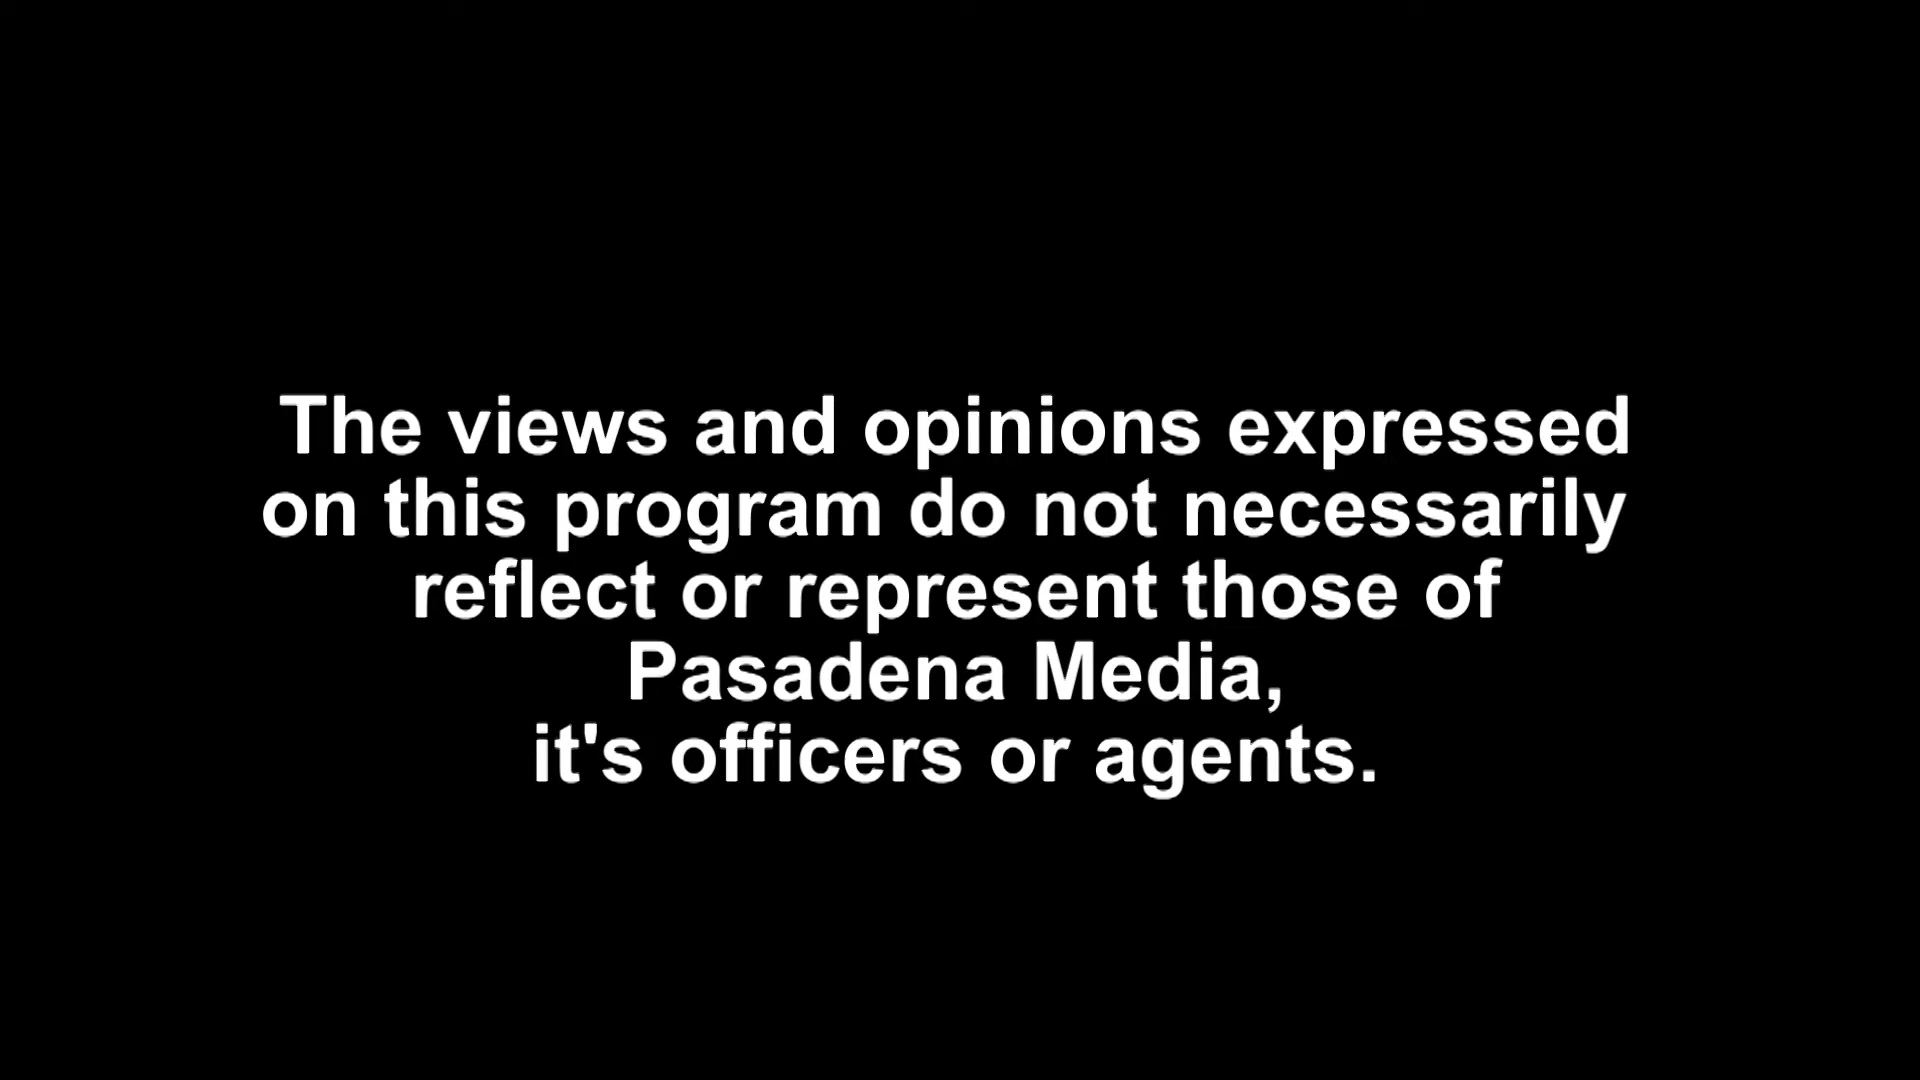 The views and opinions expressed
on this program do not necessarily
reflect or represent those of
Pasadena Media,
it's officers or agents.